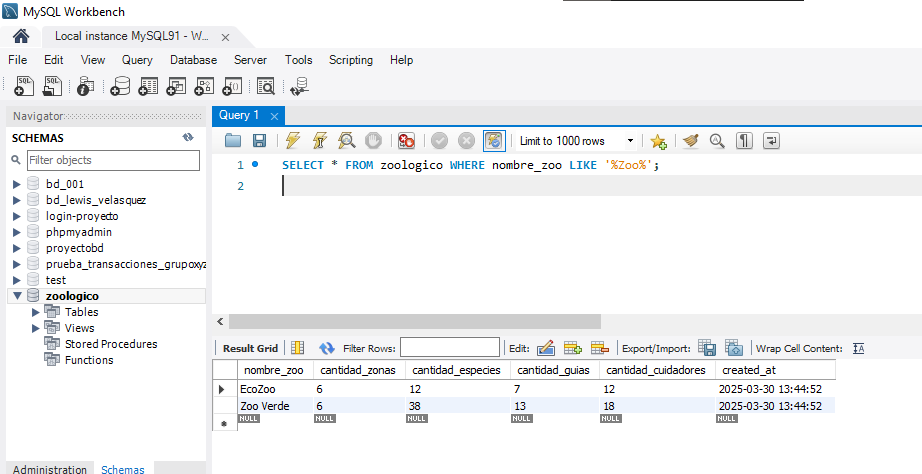 MySQL Workbench
Local instance MySQL91 - W... ×
File Edit View Query Database Server Tools Scripting Help
Navigator
SCHEMAS
Filter objects
bd_001
bd_lewis_velasquez
login-proyecto
phpmyadmin
proyectobd
prueba_transacciones_grupoxyz
test
zoologico
Tables
Views
Stored Procedures
Functions
Administration Schemas
Query 1 ×
Limit to 1000 rows
1 SELECT * FROM zoologico WHERE nombre_zoo LIKE '%Zoo%';
2
Result Grid Filter Rows: Edit: Export/Import: Wrap Cell Content:
nombre_zoo cantidad_zonas cantidad_especies cantidad_guias cantidad_cuidadores created_at
EcoZoo 6 12 7 12 2025-03-30 13:44:52
Zoo Verde 6 38 13 18 2025-03-30 13:44:52
NULL NULL NULL NULL NULL NULL